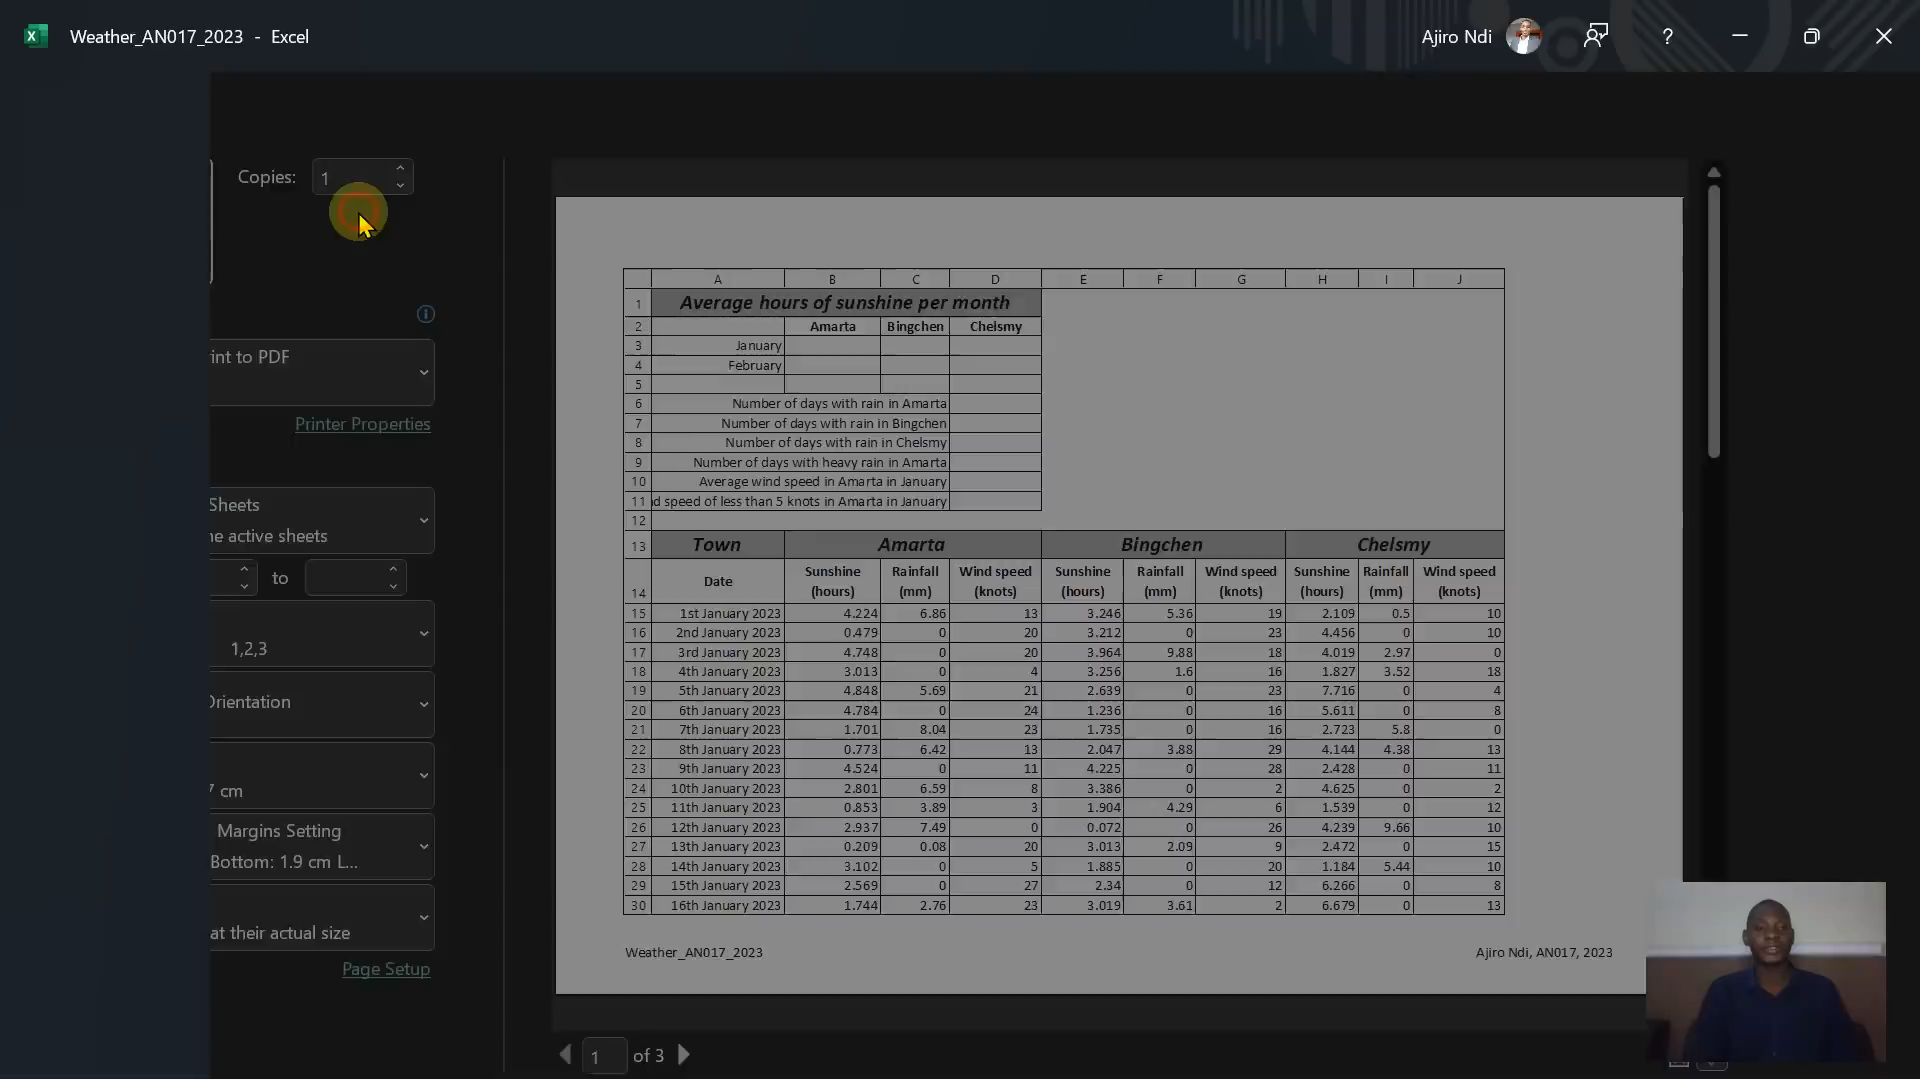 Weather_AN017_2023 - Excel
Ajiro Ndi
?
Copies: 1
int to PDF
Printer Properties
Sheets
active sheets
to
1,2,3
Orientation
7 cm
Margins Setting
Bottom: 1.9 cm L...
at their actual size
Page Setup
A B C D E F G H I J
1 Average hours of sunshine per month
2 Amarta Bingchen Chelsmy
3 January
4 February
5
6 Number of days with rain in Amarta
7 Number of days with rain in Bingchen
8 Number of days with rain in Chelsmy
9 Number of days with heavy rain in Amarta
10 Average wind speed in Amarta in January
11 d speed of less than 5 knots in Amarta in January
12
13 Town Amarta Bingchen Chelsmy
14 Date Sunshine (hours) Rainfall (mm) Wind speed (knots) Sunshine (hours) Rainfall (mm) Wind speed (knots) Sunshine (hours) Rainfall (mm) Wind speed (knots)
15 1st January 2023 4.224 6.86 13 3.246 5.36 19 2.109 0.5 10
16 2nd January 2023 0.479 0 20 3.212 0 23 4.456 0 10
17 3rd January 2023 4.748 0 20 3.964 9.88 18 4.019 2.97 0
18 4th January 2023 3.013 0 4 3.256 1.6 16 1.827 3.52 18
19 5th January 2023 4.848 5.69 21 2.639 0 23 7.716 0 4
20 6th January 2023 4.784 0 24 1.236 0 16 5.611 0 8
21 7th January 2023 1.701 8.04 23 1.735 0 16 2.723 5.8 0
22 8th January 2023 0.773 6.42 13 2.047 3.88 29 4.144 4.38 13
23 9th January 2023 4.524 0 11 4.225 0 28 2.428 0 11
24 10th January 2023 2.801 6.59 8 3.386 0 2 4.625 0 2
25 11th January 2023 0.853 3.89 3 1.904 4.29 6 1.539 0 12
26 12th January 2023 2.937 7.49 0 0.072 0 26 4.239 9.66 10
27 13th January 2023 0.209 0.08 20 3.013 2.09 9 2.472 0 15
28 14th January 2023 3.102 0 5 1.885 0 20 1.184 5.44 10
29 15th January 2023 2.569 0 27 2.34 0 12 6.266 0 8
30 16th January 2023 1.744 2.76 23 3.019 3.61 2 6.679 0 13
Weather_AN017_2023
Ajiro Ndi, AN017, 2023
1 of 3